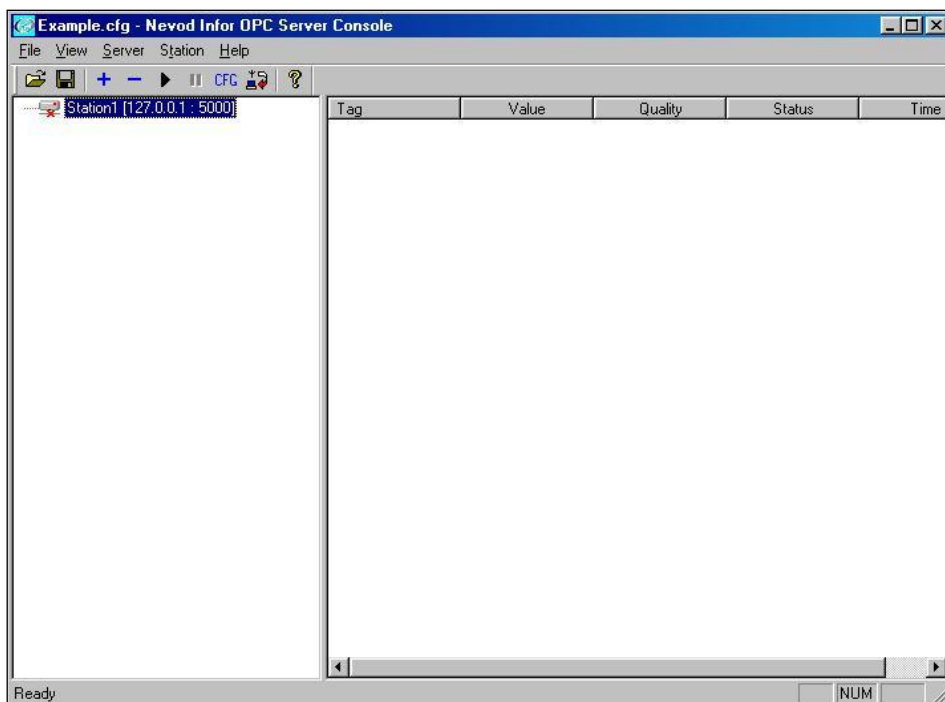 Example.cfg - Nevod Infor OPC Server Console
File View Server Station Help
CFG
Station1 [127.0.0.1 : 5000]
Tag Value Quality Status Time
Ready NUM